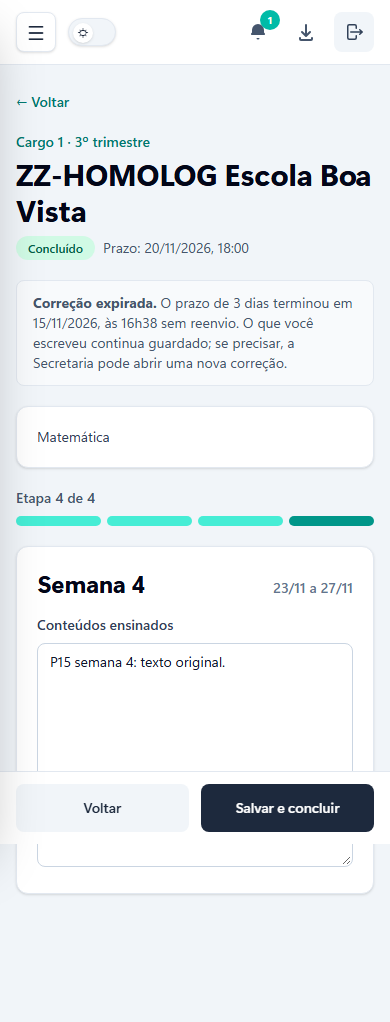 1
← Voltar
Cargo 1 · 3º trimestre
ZZ-HOMOLOG Escola Boa
Vista
Concluído
Prazo: 20/11/2026, 18:00
Correção expirada. O prazo de 3 dias terminou em
15/11/2026, às 16h38 sem reenvio. O que você
escreveu continua guardado; se precisar, a
Secretaria pode abrir uma nova correção.
Matemática
Etapa 4 de 4
Semana 4
23/11 a 27/11
Conteúdos ensinados
P15 semana 4: texto original.
Voltar
Salvar e concluir